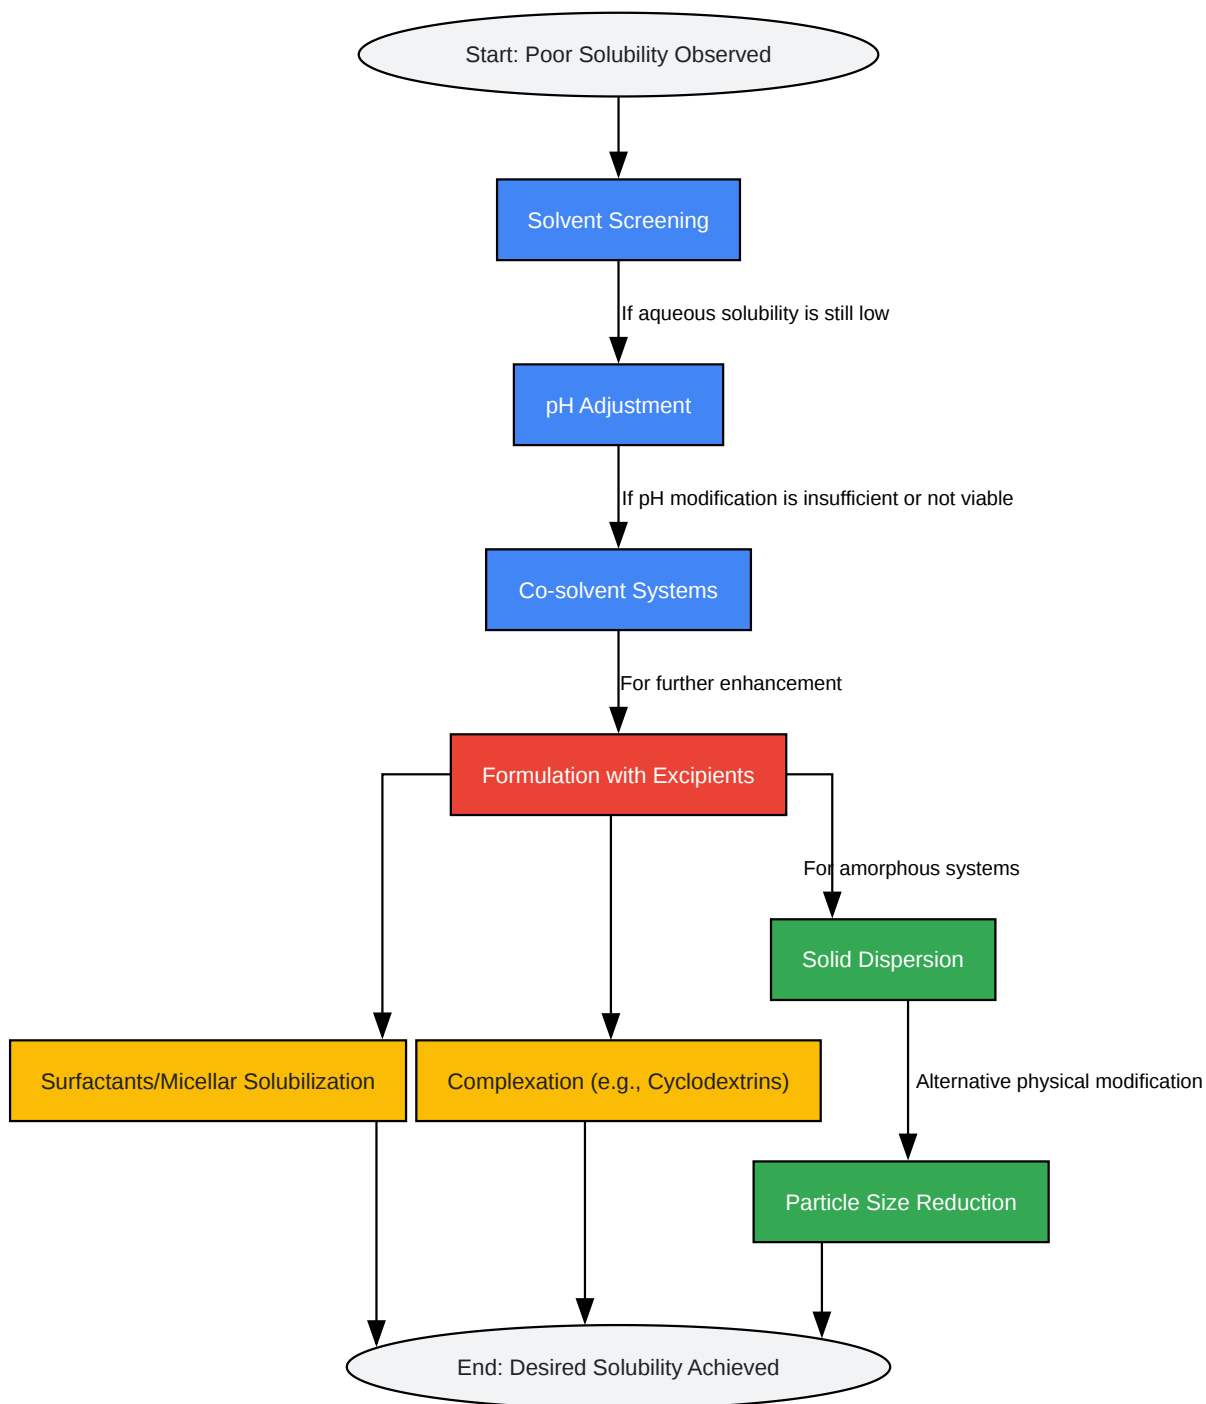 Start: Poor Solubility Observed
Solvent Screening
If aqueous solubility is still low
pH Adjustment
If pH modification is insufficient or not viable
Co-solvent Systems
For further enhancement
Formulation with Excipients
For amorphous systems
Solid Dispersion
Surfactants/Micellar Solubilization
Complexation (e.g., Cyclodextrins)
Alternative physical modification
Particle Size Reduction
End: Desired Solubility Achieved